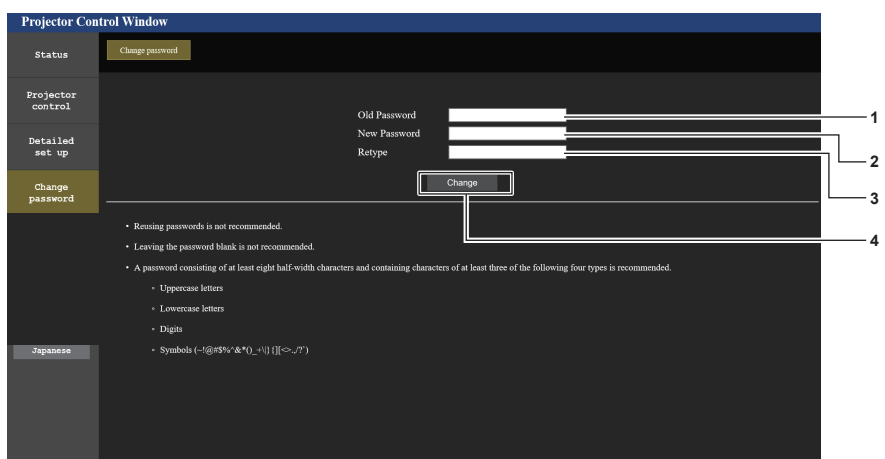 Projector Control Window
Status
Change password
Projector
control
Detailed
set up
Change
password
Japanese
Old Password
New Password
Retype
Change
1
2
3
4
• Reusing passwords is not recommended.
• Leaving the password blank is not recommended.
• A password consisting of at least eight half-width characters and containing characters of at least three of the following four types is recommended.
◦ Uppercase letters
◦ Lowercase letters
◦ Digits
◦ Symbols (~!@#$%^&*()_+\|}{][<>.,/?`)